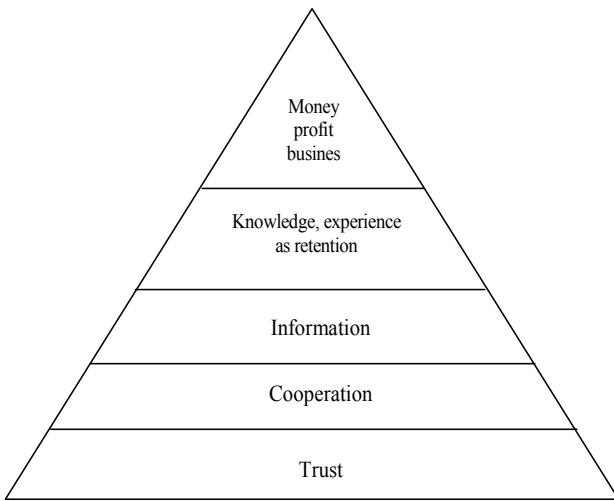 Money
profit
busines
Knowledge, experience
as retention
Information
Cooperation
Trust